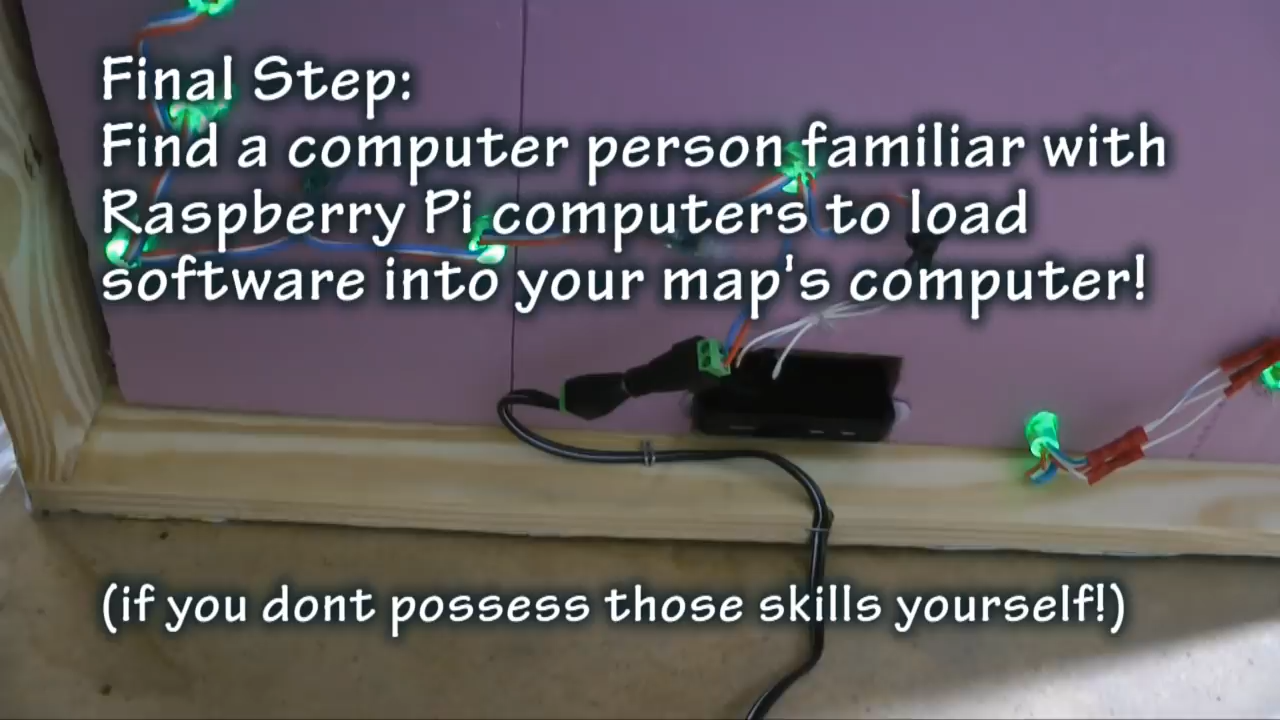 Final Step:
Find a computer person familiar with
Raspberry Pi computers to load
software into your map's computer!
(if you dont possess those skills yourself!)